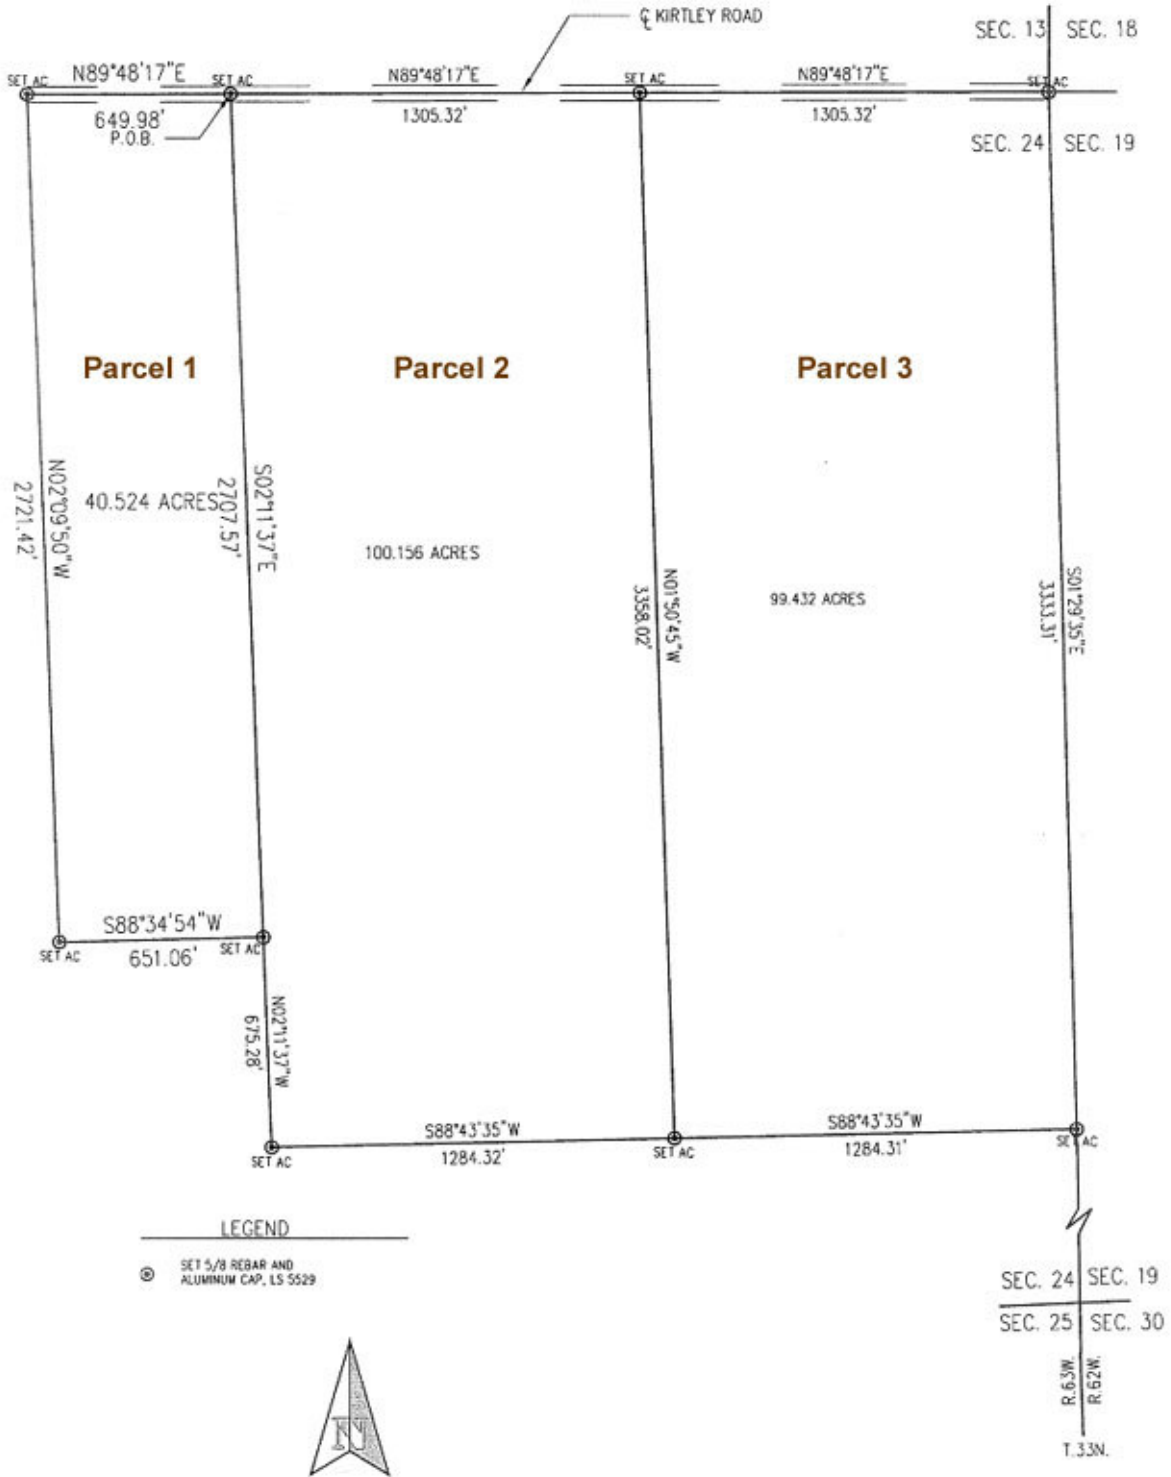 ℄ KIRTLEY ROAD
SEC. 13 SEC. 18
SET AC N89°48'17"E SET AC N89°48'17"E SET AC N89°48'17"E SET AC
649.98' 1305.32' 1305.32'
P.O.B.
SEC. 24 SEC. 19
Parcel 1 Parcel 2 Parcel 3
N02°09'50"W
2721.42'
40.524 ACRES
S02°11'37"E
2707.57'
100.156 ACRES
N01°50'45"W
3358.02'
99.432 ACRES
S01°29'35"E
3333.31'
S88°34'54"W
SET AC 651.06' SET AC
N02°11'37"W
675.28'
S88°43'35"W S88°43'35"W
SET AC 1284.32' SET AC 1284.31' SET AC
LEGEND
SET 5/8 REBAR AND
ALUMINUM CAP, LS 5529
SEC. 24 SEC. 19
SEC. 25 SEC. 30
R.63W. R.62W.
T.33N.
N